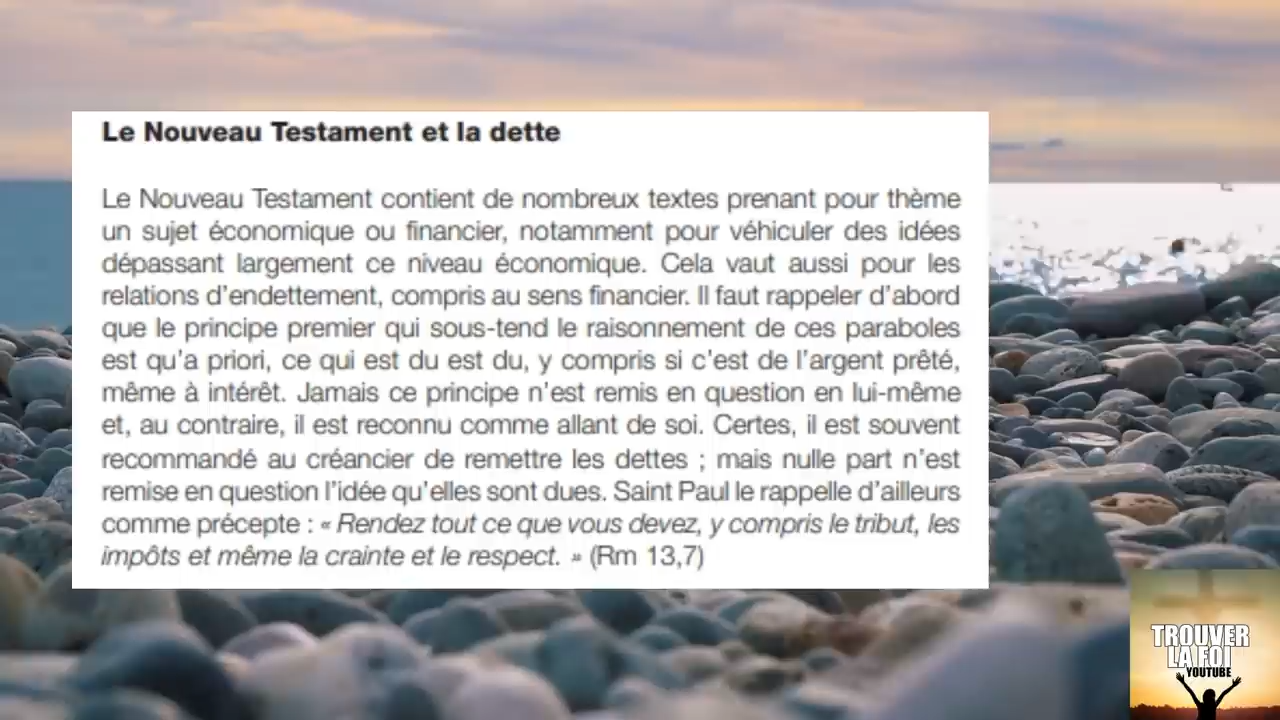 Le Nouveau Testament et la dette
Le Nouveau Testament contient de nombreux textes prenant pour thème
un sujet économique ou financier, notamment pour véhiculer des idées
dépassant largement ce niveau économique. Cela vaut aussi pour les
relations d'endettement, compris au sens financier. Il faut rappeler d'abord
que le principe premier qui sous-tend le raisonnement de ces paraboles
est qu'a priori, ce qui est du est du, y compris si c'est de l'argent prêté,
même à intérêt. Jamais ce principe n'est remis en question en lui-même
et, au contraire, il est reconnu comme allant de soi. Certes, il est souvent
recommandé au créancier de remettre les dettes ; mais nulle part n'est
remise en question l'idée qu'elles sont dues. Saint Paul le rappelle d'ailleurs
comme précepte : « Rendez tout ce que vous devez, y compris le tribut, les
impôts et même la crainte et le respect. » (Rm 13,7)
TROUVER
LA FOI
YOUTUBE